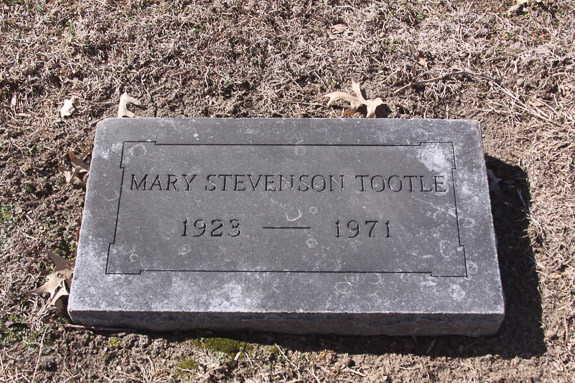 MARY STEVENSON TOOTLE
1923 — 1971